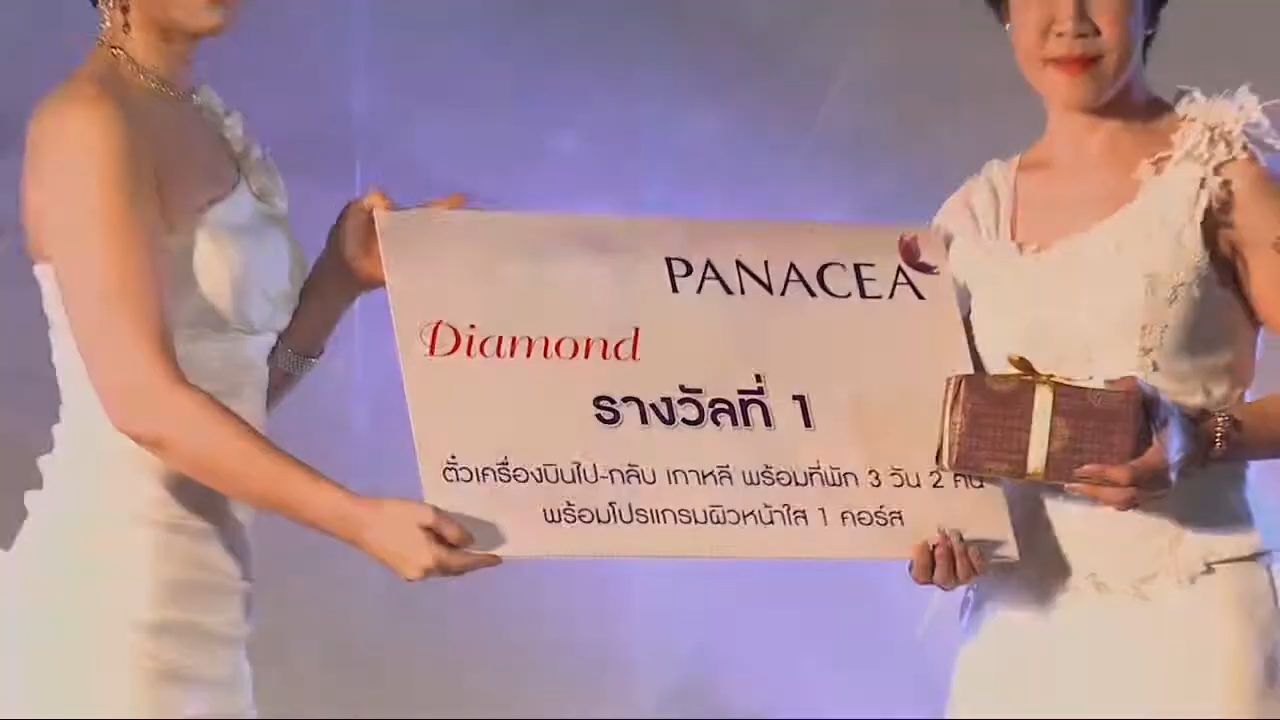 PANACEA
Diamond
รางวัลที่ 1
ตั๋วเครื่องบินไป-กลับ เกาหลี พร้อมที่พัก 3 วัน 2 คืน
พร้อมโปรแกรมผิวหน้าใส 1 คอร์ส